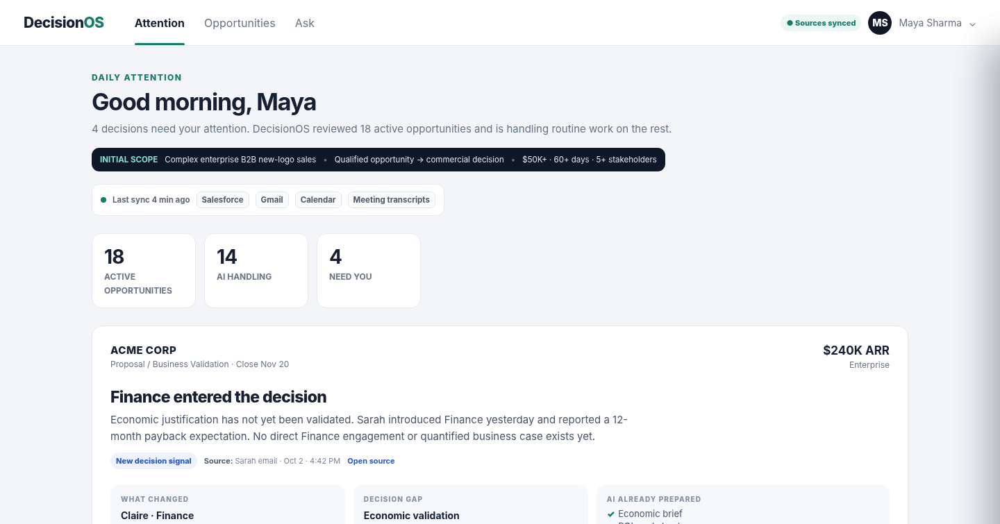 DecisionOS Attention Opportunities Ask Sources synced MS Maya Sharma
DAILY ATTENTION
Good morning, Maya
4 decisions need your attention. DecisionOS reviewed 18 active opportunities and is handling routine work on the rest.
INITIAL SCOPE Complex enterprise B2B new-logo sales • Qualified opportunity → commercial decision • $50K+ · 60+ days · 5+ stakeholders
Last sync 4 min ago Salesforce Gmail Calendar Meeting transcripts
18
ACTIVE
OPPORTUNITIES
14
AI HANDLING
4
NEED YOU
ACME CORP
Proposal / Business Validation · Close Nov 20
$240K ARR
Enterprise
Finance entered the decision
Economic justification has not yet been validated. Sarah introduced Finance yesterday and reported a 12-
month payback expectation. No direct Finance engagement or quantified business case exists yet.
New decision signal Source: Sarah email · Oct 2 · 4:42 PM Open source
WHAT CHANGED
Claire · Finance
DECISION GAP
Economic validation
AI ALREADY PREPARED
✓ Economic brief